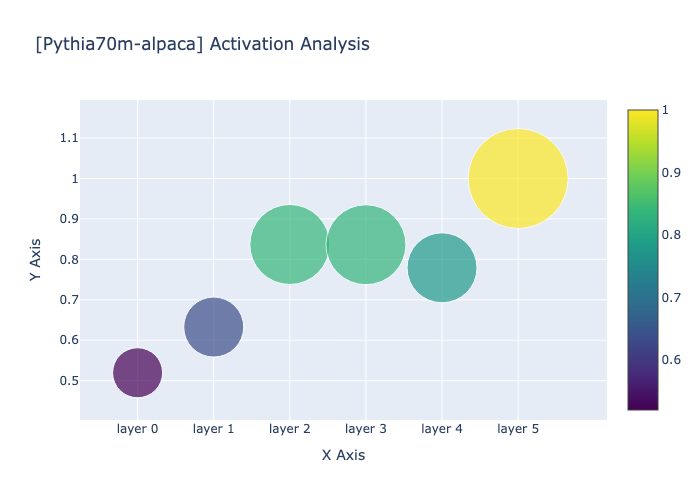 [Pythia70m-alpaca] Activation Analysis
1.1
1
0.9
0.8
0.7
0.6
0.5
Y Axis
layer 0
layer 1
layer 2
layer 3
layer 4
layer 5
X Axis
1
0.9
0.8
0.7
0.6